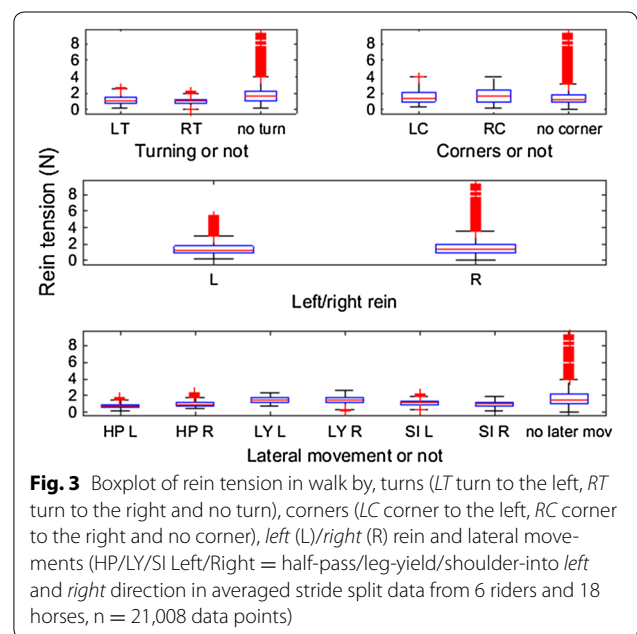 8
6
4
2
0
LT RT no turn
Turning or not
8
6
4
2
0
LC RC no corner
Corners or not
Rein tension (N)
8
6
4
2
0
L R
Left/right rein
8
6
4
2
0
HP L HP R LY L LY R SI L SI R no later mov
Lateral movement or not
Fig. 3 Boxplot of rein tension in walk by, turns (LT turn to the left, RT
turn to the right and no turn), corners (LC corner to the left, RC corner
to the right and no corner), left (L)/right (R) rein and lateral move-
ments (HP/LY/SI Left/Right = half-pass/leg-yield/shoulder-into left
and right direction in averaged stride split data from 6 riders and 18
horses, n = 21,008 data points)